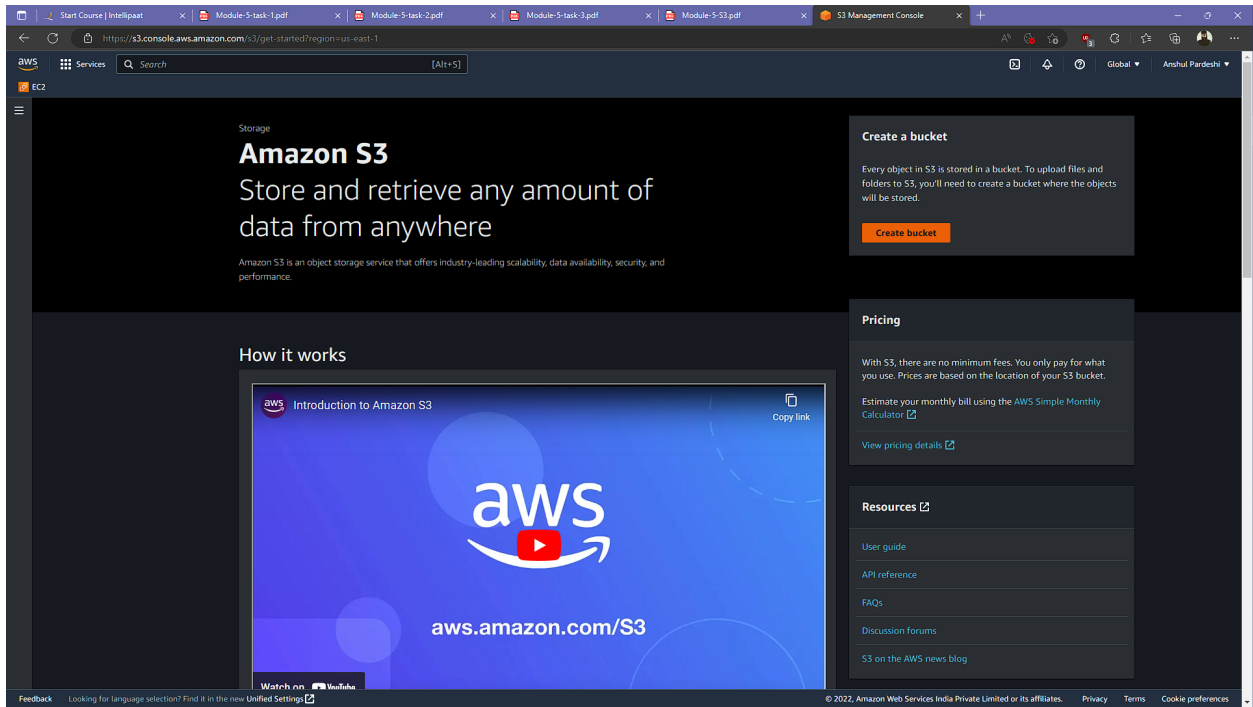 Start Course | Intellipaat
Module-5-task-1.pdf
Module-5-task-2.pdf
Module-5-task-3.pdf
Module-5-S3.pdf
S3 Management Console
https://s3.console.aws.amazon.com/s3/get-started?region=us-east-1
aws
Services
Search
[Alt+S]
Global
Anshul Pardeshi
EC2
Storage
Amazon S3
Store and retrieve any amount of
data from anywhere
Amazon S3 is an object storage service that offers industry-leading scalability, data availability, security, and
performance.
Create a bucket
Every object in S3 is stored in a bucket. To upload files and
folders to S3, you'll need to create a bucket where the objects
will be stored.
Create bucket
How it works
aws
Introduction to Amazon S3
Copy link
aws
aws.amazon.com/S3
Watch on YouTube
Pricing
With S3, there are no minimum fees. You only pay for what
you use. Prices are based on the location of your S3 bucket.
Estimate your monthly bill using the AWS Simple Monthly
Calculator
View pricing details
Resources
User guide
API reference
FAQs
Discussion forums
S3 on the AWS news blog
Feedback
Looking for language selection? Find it in the new Unified Settings
© 2022, Amazon Web Services India Private Limited or its affiliates.
Privacy
Terms
Cookie preferences